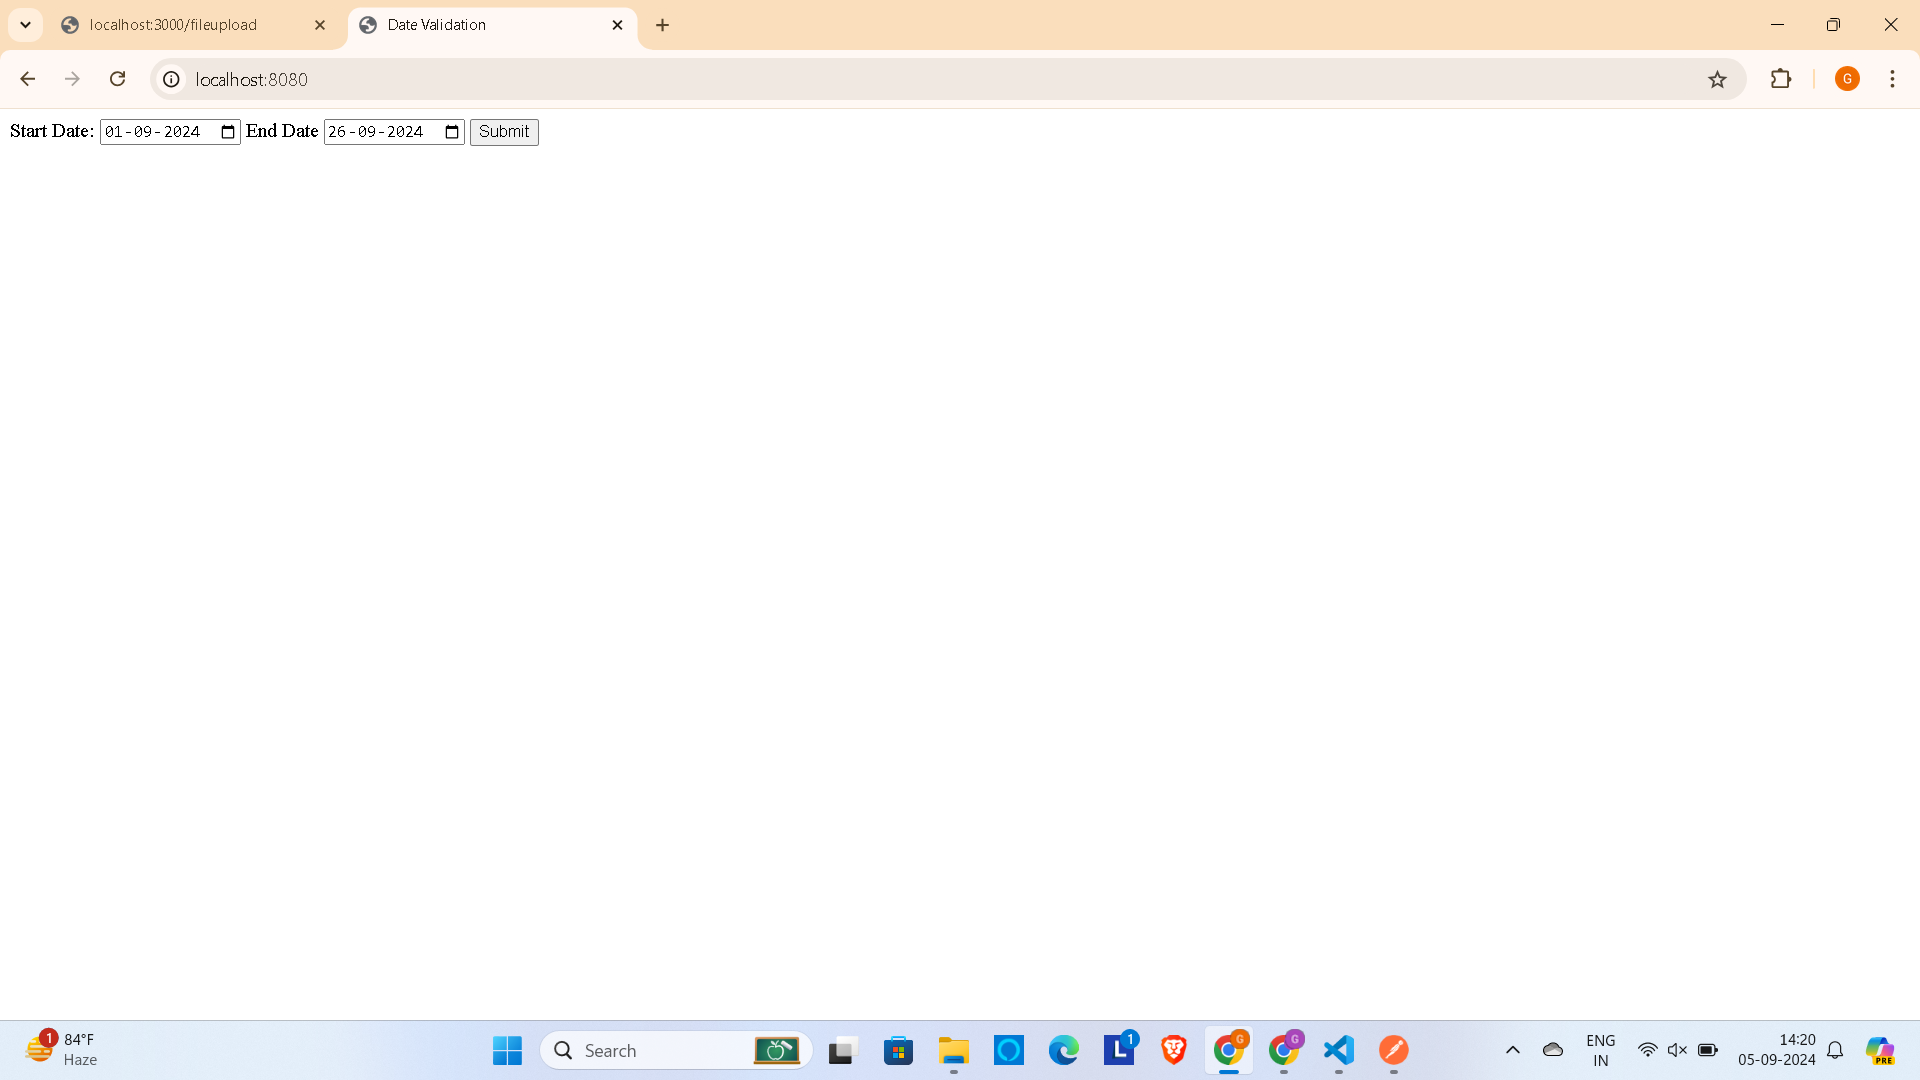 localhost:3000/fileupload
Date Validation
localhost:8080
G
Start Date: 01-09-2024 End Date 26-09-2024 Submit
1
84°F
Haze
Search
L
1
G
G
ENG
IN
14:20
05-09-2024
PRE